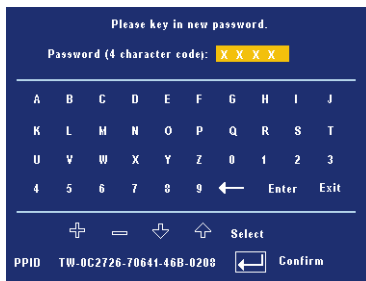 Please key in new password.
Password (4 character code): X X X X
A B C D E F G H I J
K L M N O P Q R S T
U V W X Y Z 0 1 2 3
4 5 6 7 8 9 ← Enter Exit
Select
PPID TW-0C2726-70641-46B-0208 Confirm